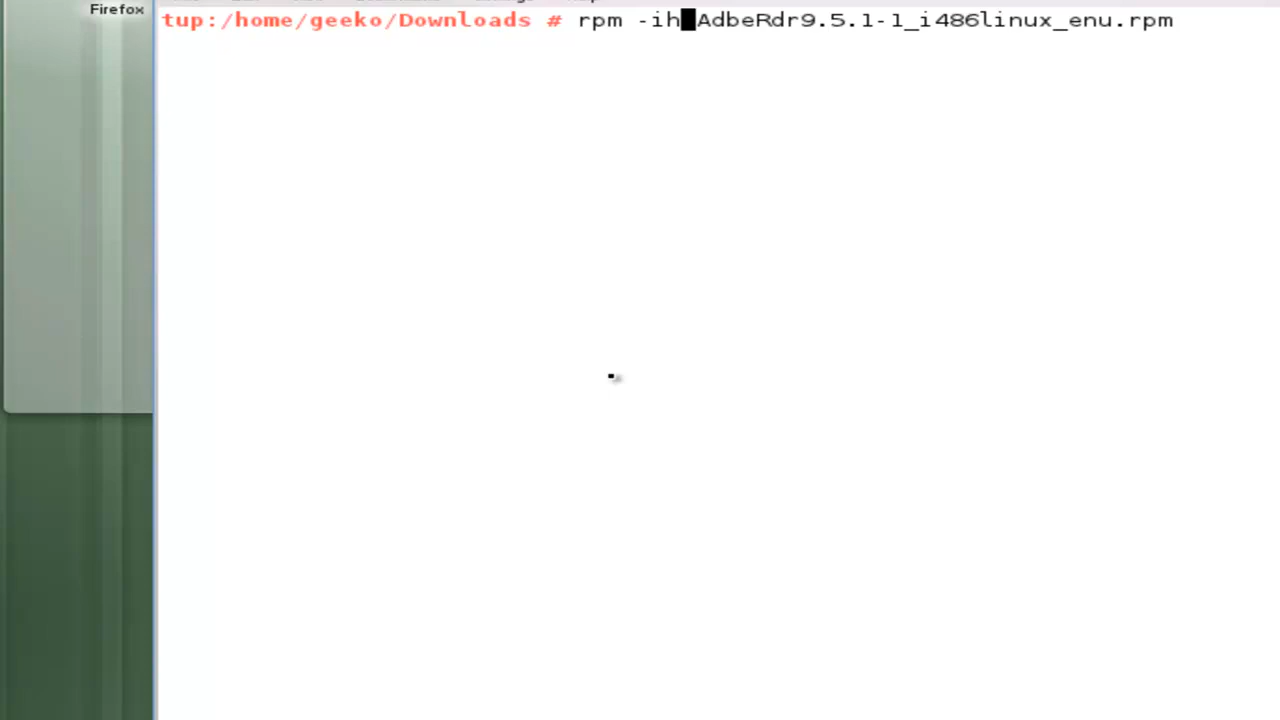 Firefox
tup:/home/geeko/Downloads # rpm -ih AdbeRdr9.5.1-1_i486linux_enu.rpm